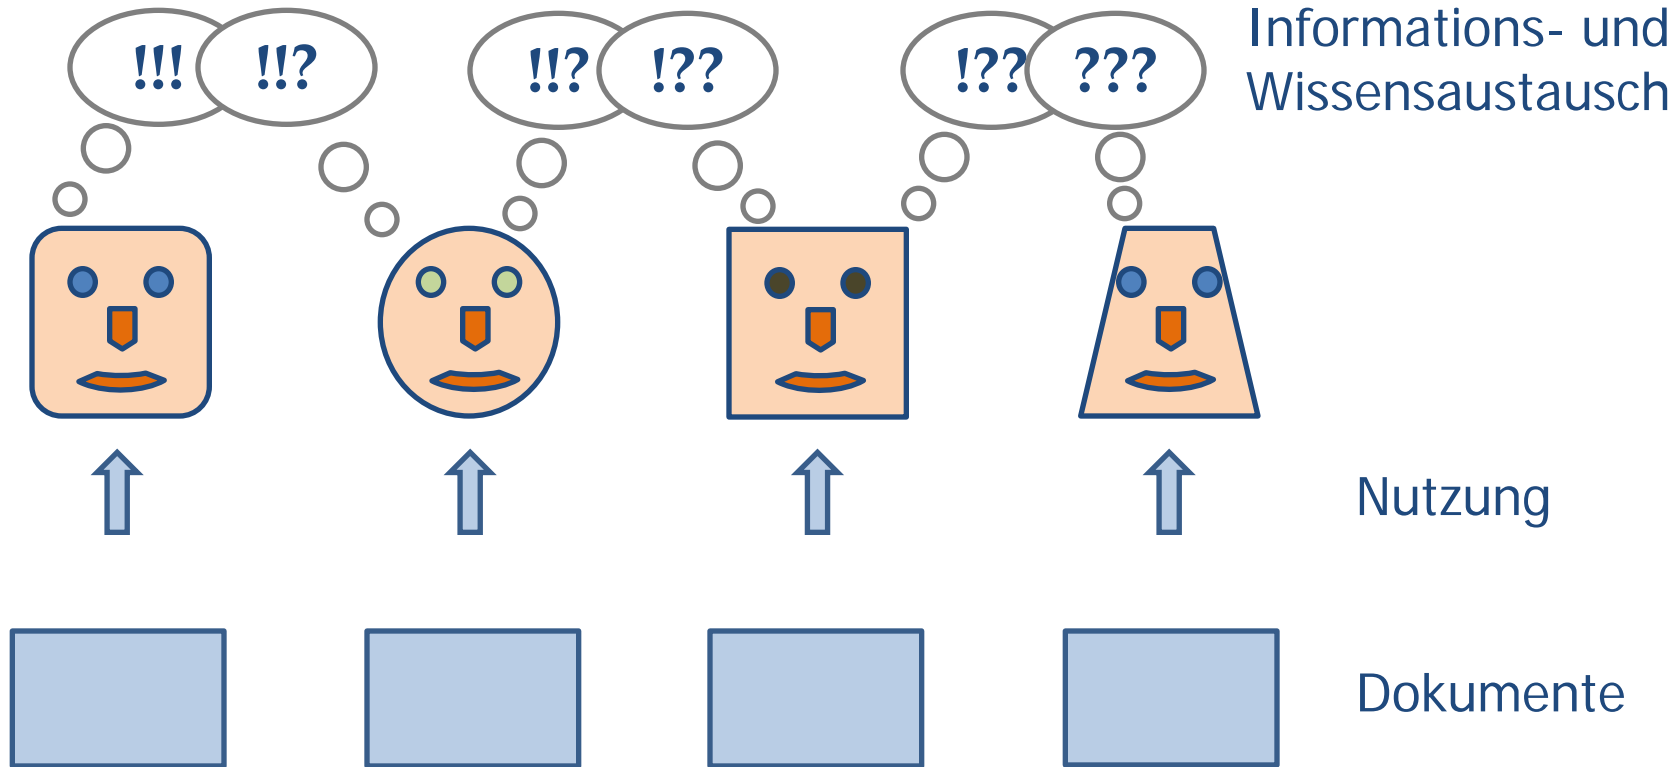 !!! !!? !!? !?? !?? ???
Informations- und
Wissensaustausch
Nutzung
Dokumente